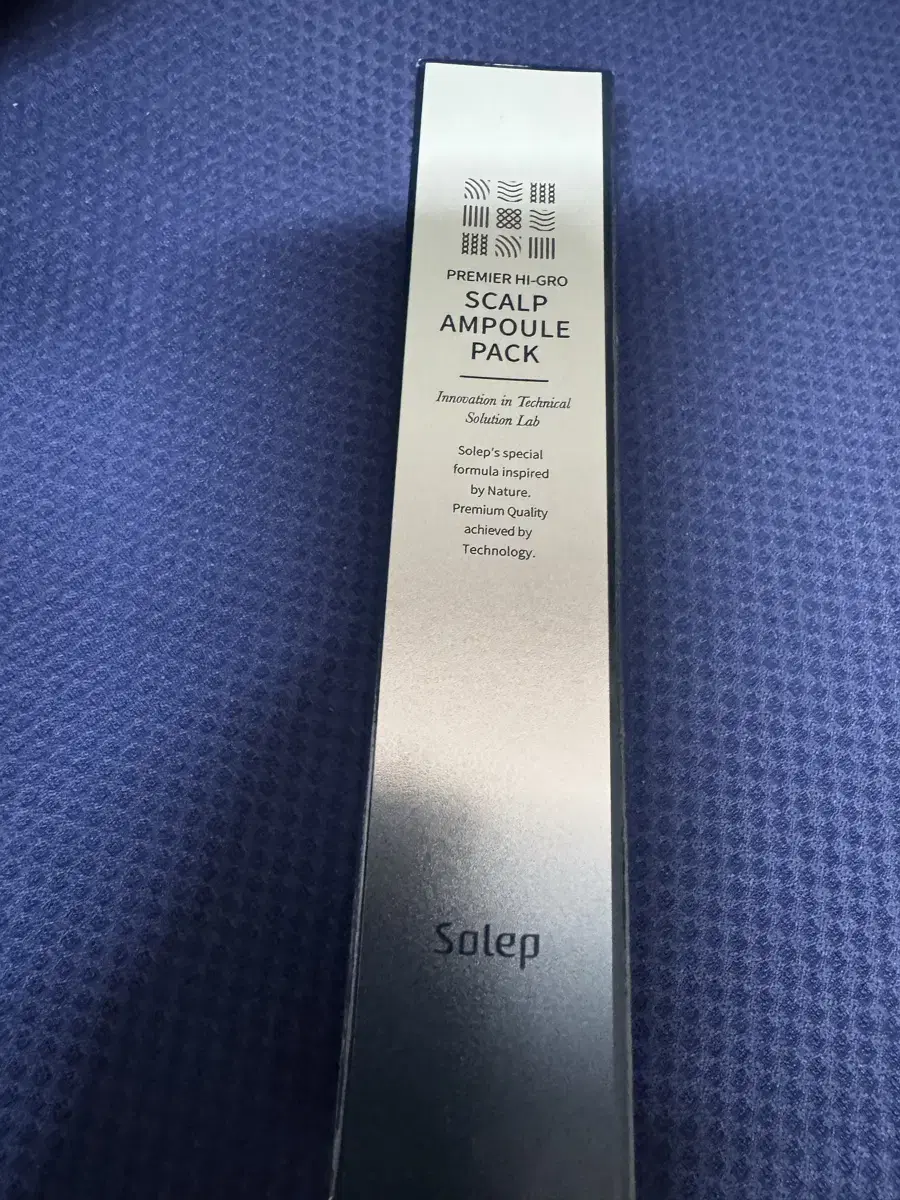 PREMIER HI-GRO
SCALP
AMPOULE
PACK
Innovation in Technical
Solution Lab
Solep's special
formula inspired
by Nature.
Premium Quality
achieved by
Technology.
Solep